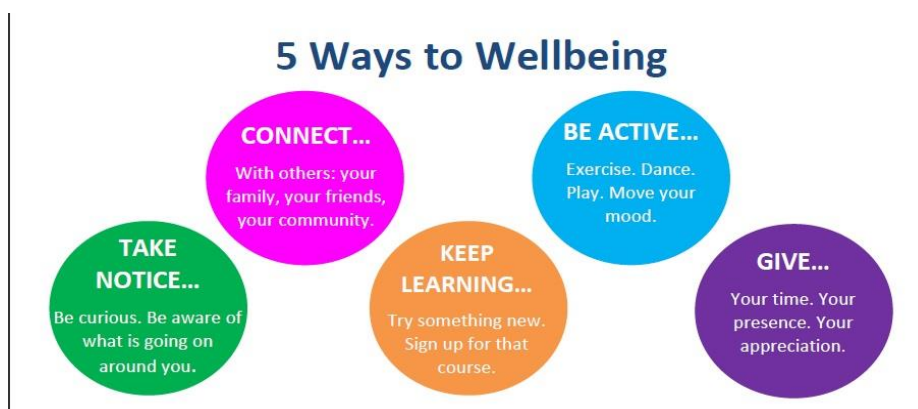 5 Ways to Wellbeing
CONNECT...
With others: your
family, your friends,
your community.
BE ACTIVE...
Exercise. Dance.
Play. Move your
mood.
TAKE
NOTICE...
Be curious. Be aware of
what is going on
around you.
KEEP
LEARNING...
Try something new.
Sign up for that
course.
GIVE...
Your time. Your
presence. Your
appreciation.